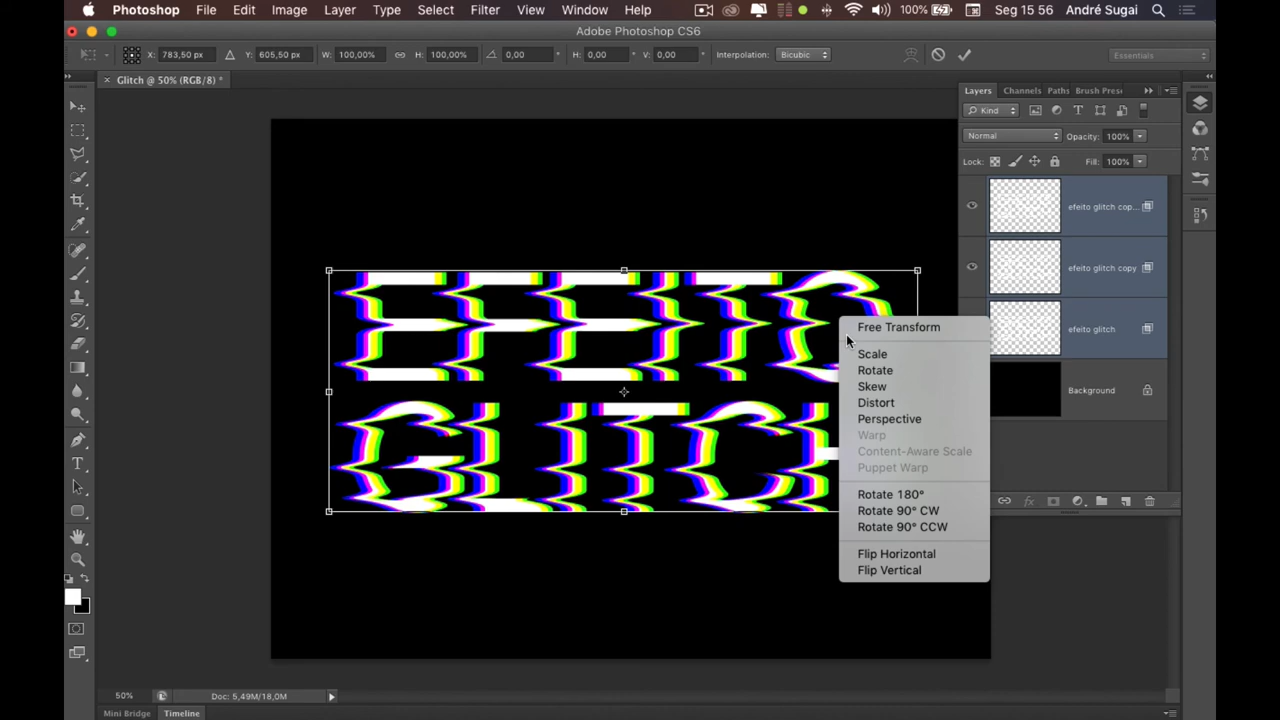 Photoshop File Edit Image Layer Type Select Filter View Window Help 100% Seg 15 56 André Sugai
Adobe Photoshop CS6
X: 783,50 px Y: 605,50 px W: 100,00% H: 100,00% 0,00 ° H: 0,00 ° V: 0,00 ° Interpolation: Bicubic Essentials
× Glitch @ 50% (RGB/8) *
Layers Channels Paths Brush Presi
Kind
Normal Opacity: 100%
Lock: Fill: 100%
efeito glitch cop...
efeito glitch copy
efeito glitch
Background
EFEITO
GLITCH
Free Transform
Scale
Rotate
Skew
Distort
Perspective
Warp
Content-Aware Scale
Puppet Warp
Rotate 180°
Rotate 90° CW
Rotate 90° CCW
Flip Horizontal
Flip Vertical
50% Doc: 5,49M/18,0M
Mini Bridge Timeline